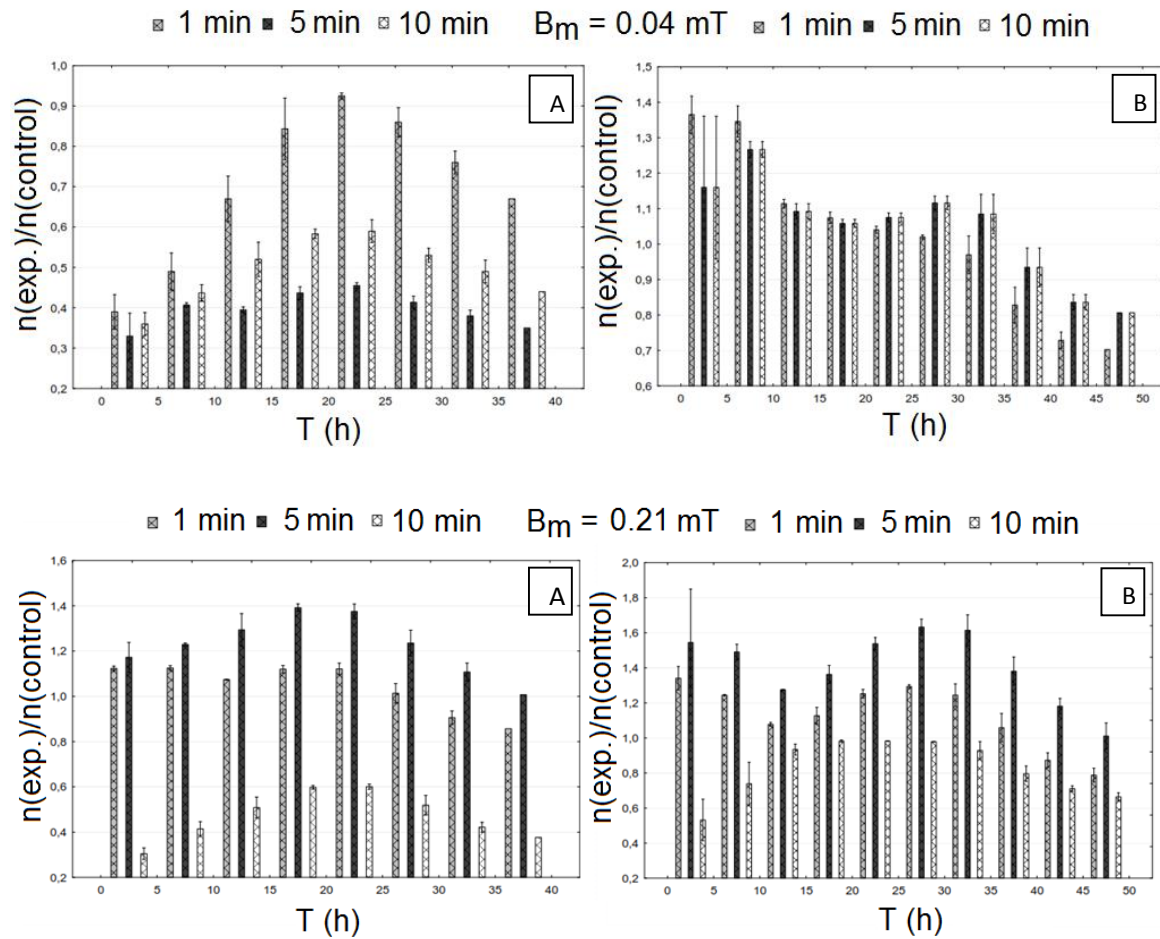 1 min 5 min 10 min B_m = 0.04 mT 1 min 5 min 10 min
n(exp.)/n(control)
1,0
0,9
0,8
0,7
0,6
0,5
0,4
0,3
0,2
A
0 5 10 15 20 25 30 35 40
T (h)
n(exp.)/n(control)
1,5
1,4
1,3
1,2
1,1
1,0
0,9
0,8
0,7
0,6
B
0 5 10 15 20 25 30 35 40 45 50
T (h)
1 min 5 min 10 min B_m = 0.21 mT 1 min 5 min 10 min
n(exp.)/n(control)
1,6
1,4
1,2
1,0
0,8
0,6
0,4
0,2
A
0 5 10 15 20 25 30 35 40
T (h)
n(exp.)/n(control)
2,0
1,8
1,6
1,4
1,2
1,0
0,8
0,6
0,4
0,2
B
0 5 10 15 20 25 30 35 40 45 50
T (h)